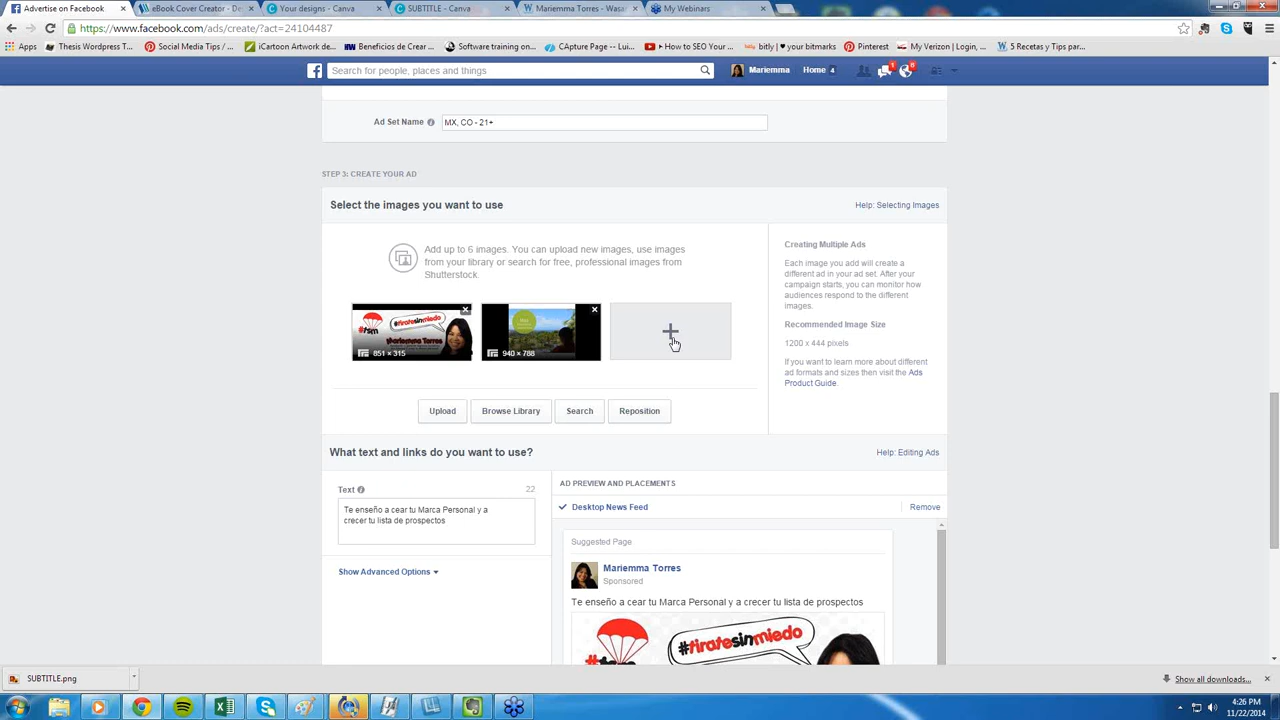 Advertise on Facebook
eBook Cover Creator - De
Your designs - Canva
SUBTITLE - Canva
Mariemma Torres - Wasa
My Webinars
https://www.facebook.com/ads/create/?act=24104487
Apps
Thesis Wordpress T...
Social Media Tips / ...
iCartoon Artwork de...
Beneficios de Crear ...
Software training on...
CApture Page -- Lui...
How to SEO Your ...
bitly | ♥ your bitmarks
Pinterest
My Verizon | Login, ...
5 Recetas y Tips par...
Search for people, places and things
Mariemma
Home 4
1
8
Ad Set Name
MX, CO - 21+
STEP 3: CREATE YOUR AD
Select the images you want to use
Help: Selecting Images
Add up to 6 images. You can upload new images, use images
from your library or search for free, professional images from
Shutterstock.
Creating Multiple Ads
Each image you add will create a
different ad in your ad set. After your
campaign starts, you can monitor how
audiences respond to the different
images.
Recommended Image Size
1200 x 444 pixels
If you want to learn more about different
ad formats and sizes then visit the Ads
Product Guide.
#tiratesinmiedo
#tsm
Mariemma Torres
851 × 315
940 × 788
Upload
Browse Library
Search
Reposition
What text and links do you want to use?
Help: Editing Ads
Text
22
Te enseño a cear tu Marca Personal y a
crecer tu lista de prospectos
Show Advanced Options
AD PREVIEW AND PLACEMENTS
Desktop News Feed
Remove
Suggested Page
Mariemma Torres
Sponsored
Te enseño a cear tu Marca Personal y a crecer tu lista de prospectos
#tiratesinmiedo
SUBTITLE.png
Show all downloads...
4:26 PM
11/22/2014